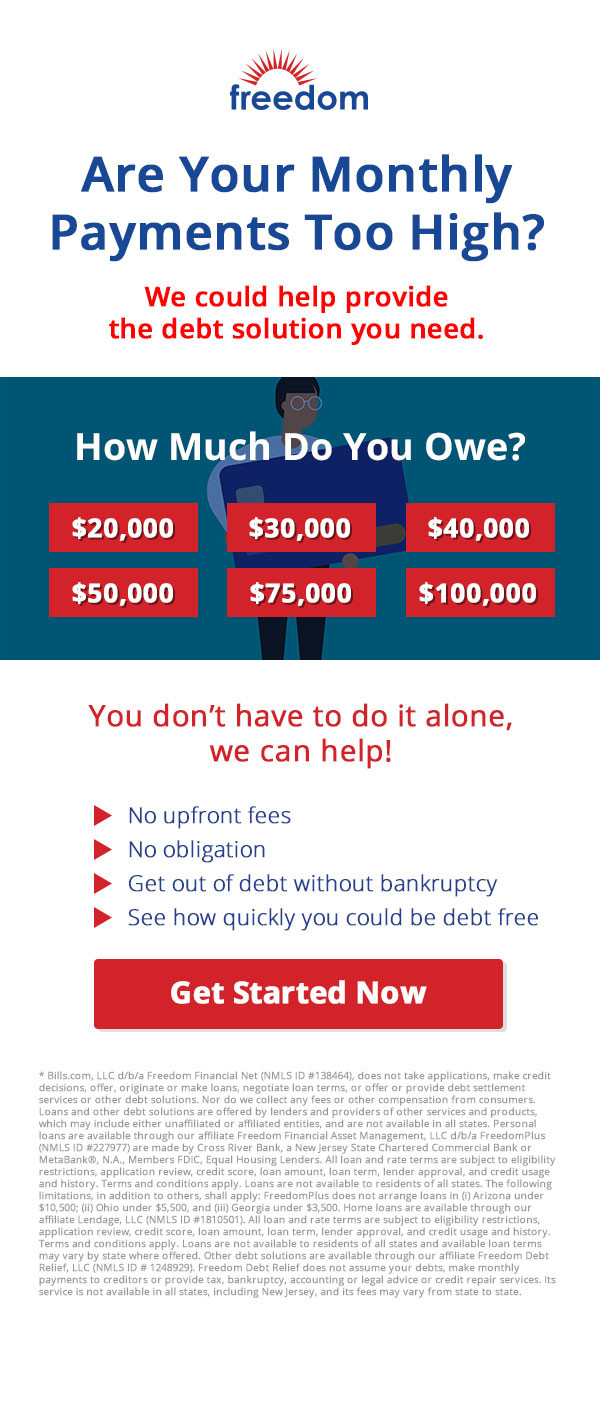 freedom
Are Your Monthly
Payments Too High?
We could help provide
the debt solution you need.
How Much Do You Owe?
$20,000 $30,000 $40,000
$50,000 $75,000 $100,000
You don't have to do it alone,
we can help!
No upfront fees
No obligation
Get out of debt without bankruptcy
See how quickly you could be debt free
Get Started Now
* Bills.com, LLC d/b/a Freedom Financial Net (NMLS ID #138464), does not take applications, make credit
decisions, offer, originate or make loans, negotiate loan terms, or offer or provide debt settlement
services or other debt solutions. Nor do we collect any fees or other compensation from consumers.
Loans and other debt solutions are offered by lenders and providers of other services and products,
which may include either unaffiliated or affiliated entities, and are not available in all states. Personal
loans are available through our affiliate Freedom Financial Asset Management, LLC d/b/a FreedomPlus
(NMLS ID #227977) are made by Cross River Bank, a New Jersey State Chartered Commercial Bank or
MetaBank®, N.A., Members FDIC, Equal Housing Lenders. All loan and rate terms are subject to eligibility
restrictions, application review, credit score, loan amount, loan term, lender approval, and credit usage
and history. Terms and conditions apply. Loans are not available to residents of all states. The following
limitations, in addition to others, shall apply: FreedomPlus does not arrange loans in (i) Arizona under
$10,500; (ii) Ohio under $5,500, and (iii) Georgia under $3,500. Home loans are available through our
affiliate Lendage, LLC (NMLS ID #1810501). All loan and rate terms are subject to eligibility restrictions,
application review, credit score, loan amount, loan term, lender approval, and credit usage and history.
Terms and conditions apply. Loans are not available to residents of all states and available loan terms
may vary by state where offered. Other debt solutions are available through our affiliate Freedom Debt
Relief, LLC (NMLS ID # 1248929). Freedom Debt Relief does not assume your debts, make monthly
payments to creditors or provide tax, bankruptcy, accounting or legal advice or credit repair services. Its
service is not available in all states, including New Jersey, and its fees may vary from state to state.